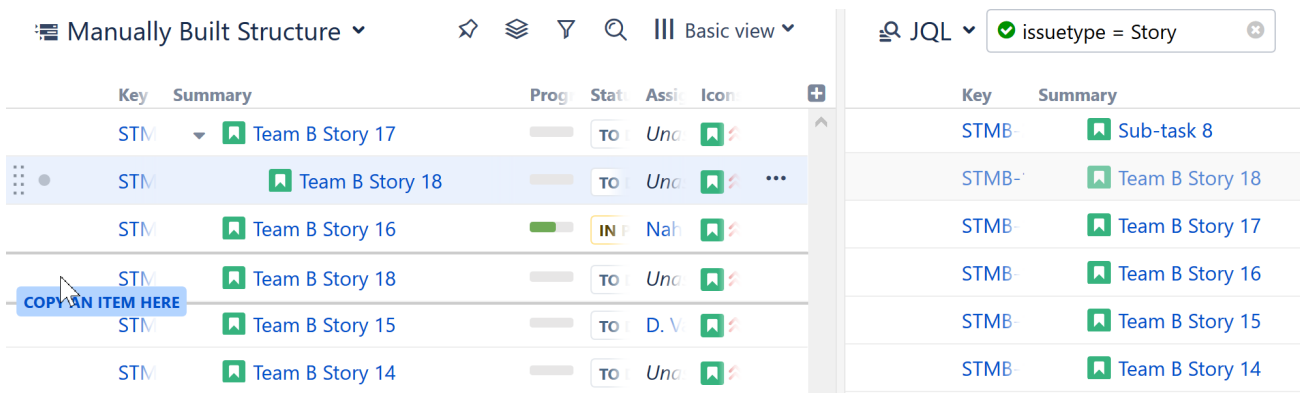 Manually Built Structure Basic view JQL issuetype = Story
Key Summary Prog Stat Assi Icon Key Summary
STM Team B Story 17 TO Una STMB- Sub-task 8
STM Team B Story 18 TO Una STMB- Team B Story 18
STM Team B Story 16 IN Nah STMB- Team B Story 17
STM Team B Story 18 TO Una STMB- Team B Story 16
COPY AN ITEM HERE
STM Team B Story 15 TO D. V STMB- Team B Story 15
STM Team B Story 14 TO Una STMB- Team B Story 14